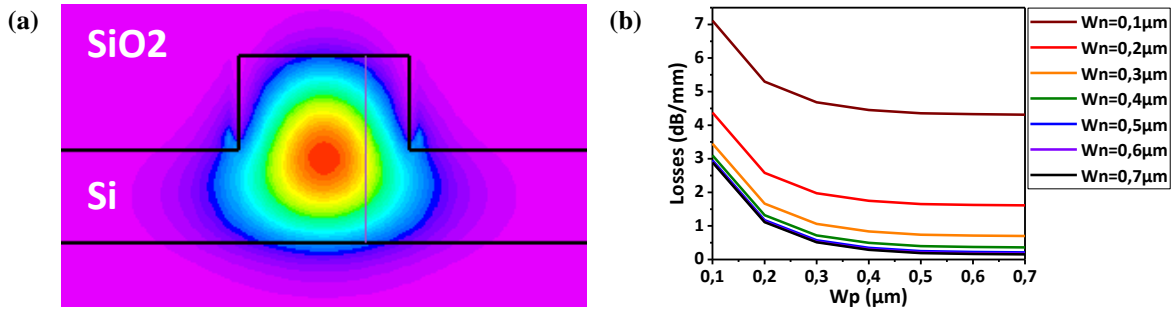 (a)
SiO2
Si
(b)
Losses (dB/mm)
7
6
5
4
3
2
1
0
0,1 0,2 0,3 0,4 0,5 0,6 0,7
Wp (µm)
Wn=0,1µm
Wn=0,2µm
Wn=0,3µm
Wn=0,4µm
Wn=0,5µm
Wn=0,6µm
Wn=0,7µm